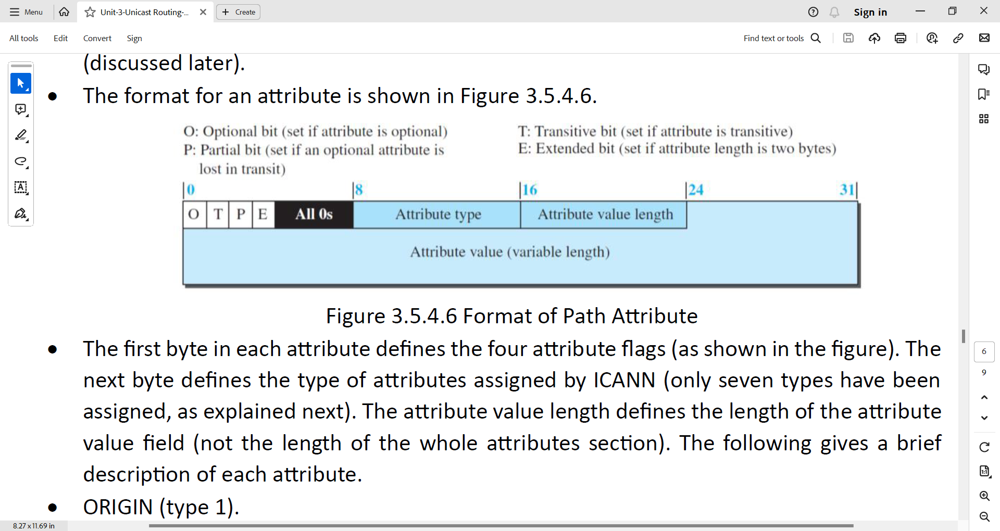 Menu
Unit-3-Unicast Routing-...
Create
Sign in
All tools
Edit
Convert
Sign
Find text or tools
(discussed later).
• The format for an attribute is shown in Figure 3.5.4.6.
O: Optional bit (set if attribute is optional)
T: Transitive bit (set if attribute is transitive)
P: Partial bit (set if an optional attribute is
lost in transit)
E: Extended bit (set if attribute length is two bytes)
0 8 16 24 31
O T P E All 0s Attribute type Attribute value length
Attribute value (variable length)
Figure 3.5.4.6 Format of Path Attribute
• The first byte in each attribute defines the four attribute flags (as shown in the figure). The
next byte defines the type of attributes assigned by ICANN (only seven types have been
assigned, as explained next). The attribute value length defines the length of the attribute
value field (not the length of the whole attributes section). The following gives a brief
description of each attribute.
• ORIGIN (type 1).
6
9
1:1
8.27 x 11.69 in